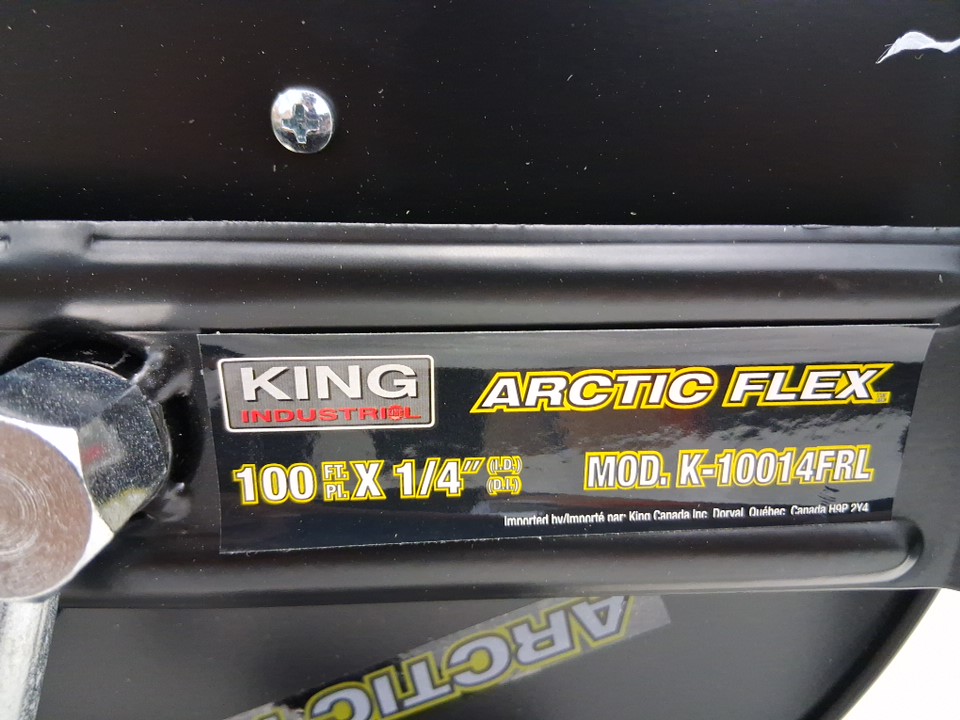 KING
INDUSTRIAL
ARCTIC FLEX
100 FT. PL. X 1/4" (I.D.) (D.I.)
MOD. K-10014FRL
Imported by/Importé par: King Canada Inc. Dorval, Québec, Canada H9P 2Y4
ARCTIC